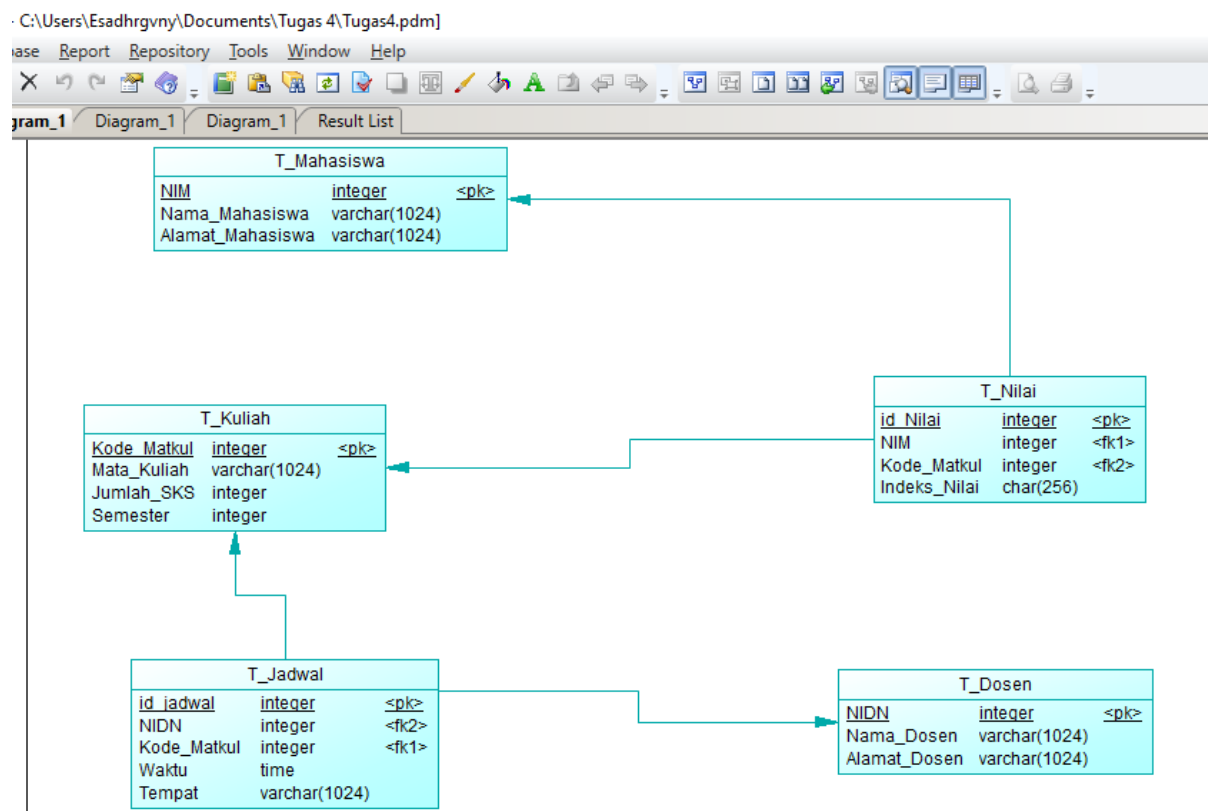 - C:\Users\Esadhrgvny\Documents\Tugas 4\Tugas4.pdm]
ase Report Repository Tools Window Help
gram_1 Diagram_1 Diagram_1 Result List
T_Mahasiswa
NIM integer <pk>
Nama_Mahasiswa varchar(1024)
Alamat_Mahasiswa varchar(1024)
T_Nilai
id_Nilai integer <pk>
NIM integer <fk1>
Kode_Matkul integer <fk2>
Indeks_Nilai char(256)
T_Kuliah
Kode_Matkul integer <pk>
Mata_Kuliah varchar(1024)
Jumlah_SKS integer
Semester integer
T_Jadwal
id_jadwal integer <pk>
NIDN integer <fk2>
Kode_Matkul integer <fk1>
Waktu time
Tempat varchar(1024)
T_Dosen
NIDN integer <pk>
Nama_Dosen varchar(1024)
Alamat_Dosen varchar(1024)